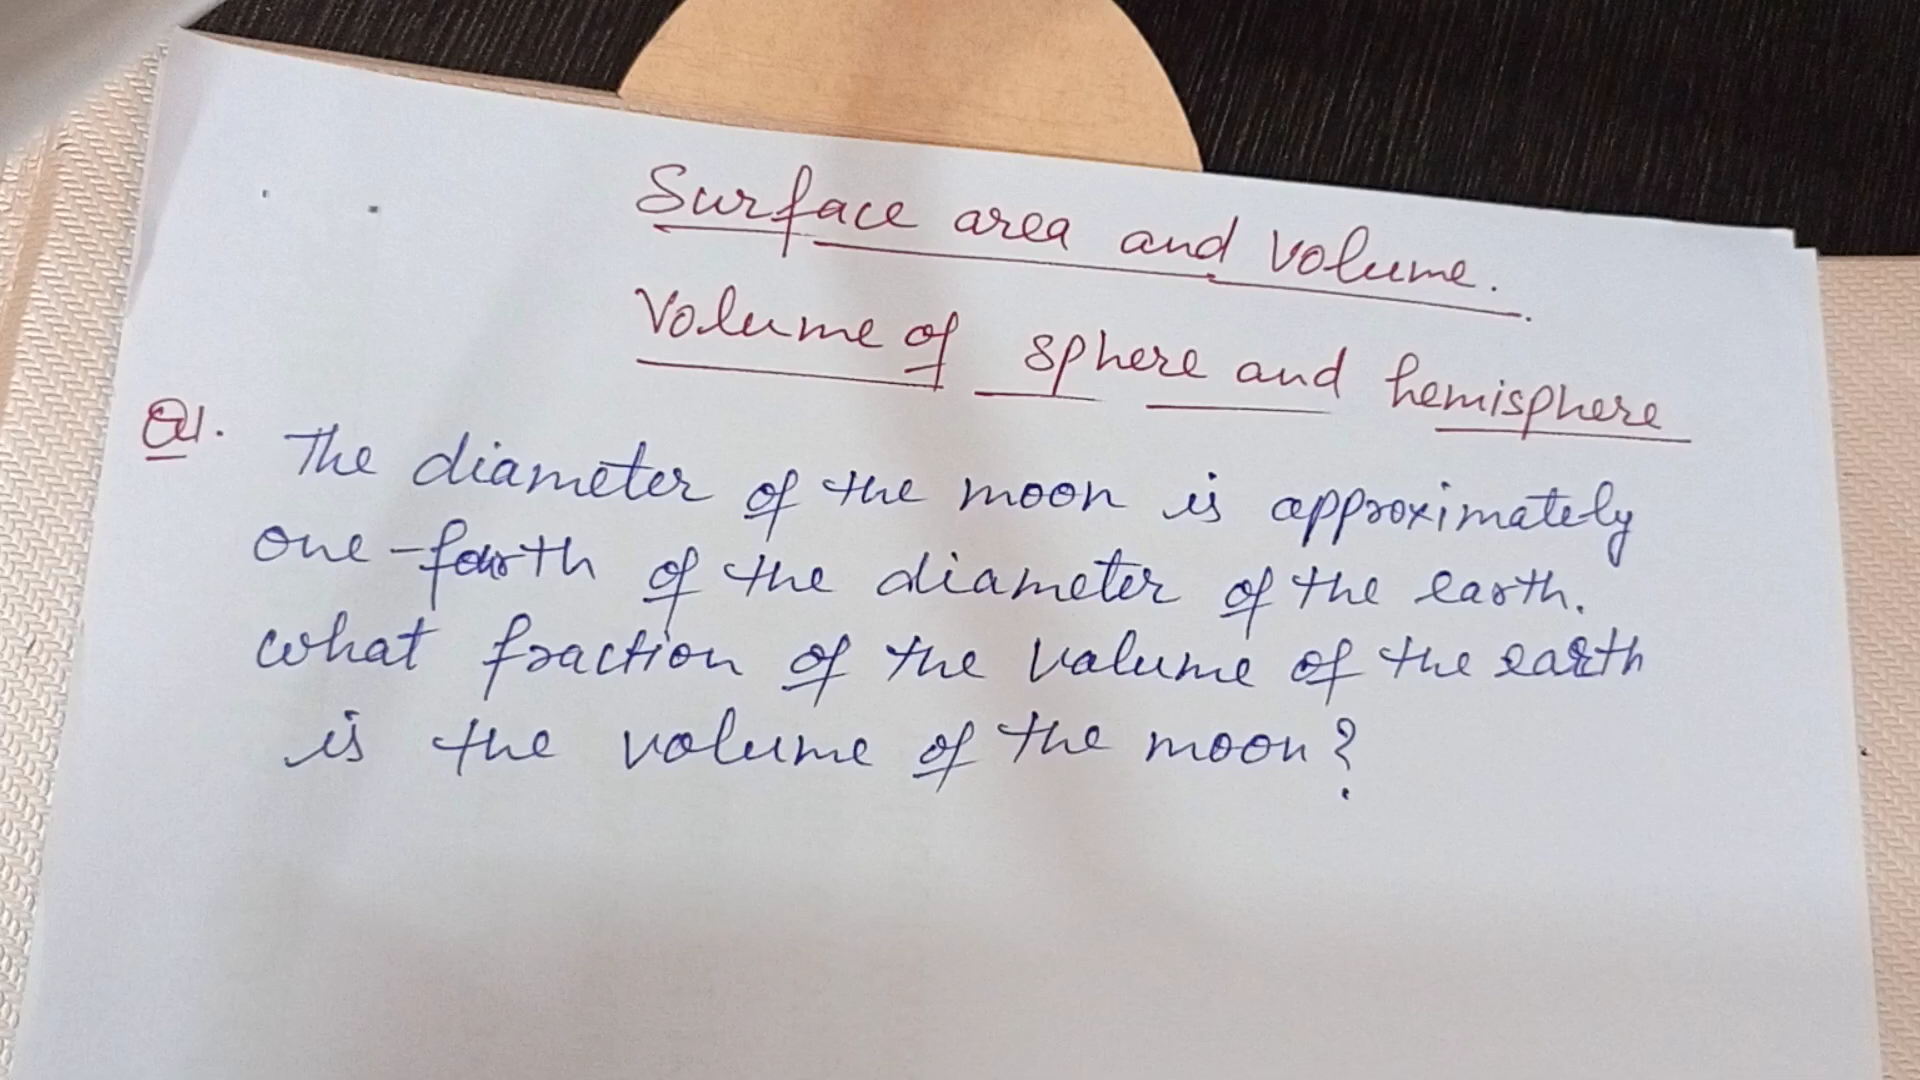 Surface area and volume.
Volume of sphere and hemisphere
Q1. The diameter of the moon is approximately
one-fourth of the diameter of the earth.
what fraction of the volume of the earth
is the volume of the moon?